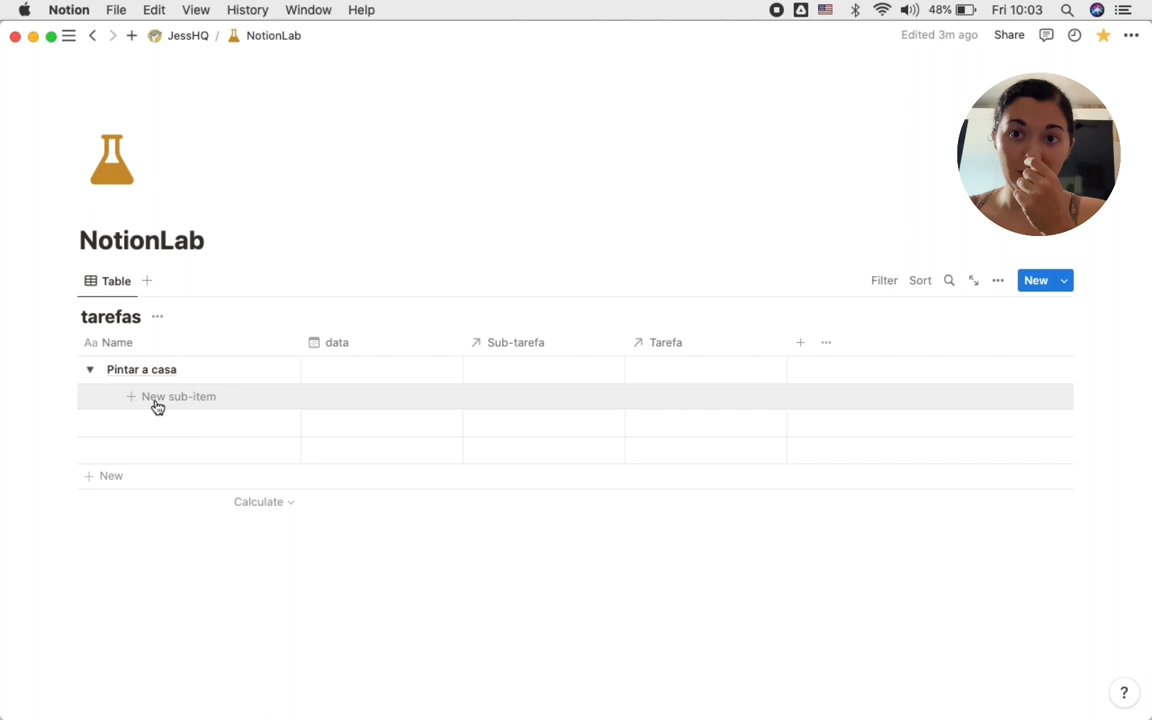 Notion File Edit View History Window Help 48% Fri 10:03
JessHQ / NotionLab Edited 3m ago Share
NotionLab
Table Filter Sort New
tarefas
Aa Name data Sub-tarefa Tarefa
Pintar a casa
+ New sub-item
+ New
Calculate
?